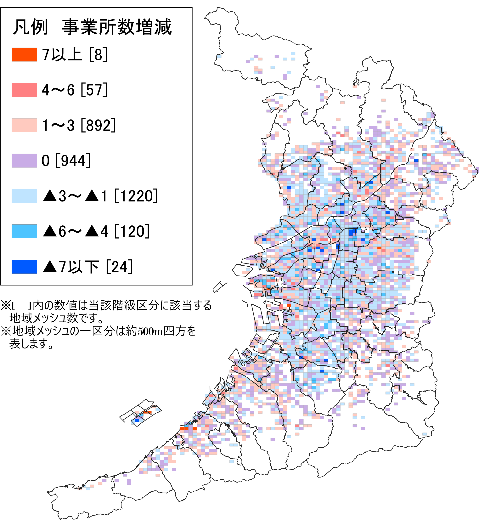 凡例 事業所数増減
7以上 [8]
4～6 [57]
1～3 [892]
0 [944]
▲3～▲1 [1220]
▲6～▲4 [120]
▲7以下 [24]
※[ ]内の数値は当該階級区分に該当する
地域メッシュ数です。
※地域メッシュの一区分は約500m四方を
表します。